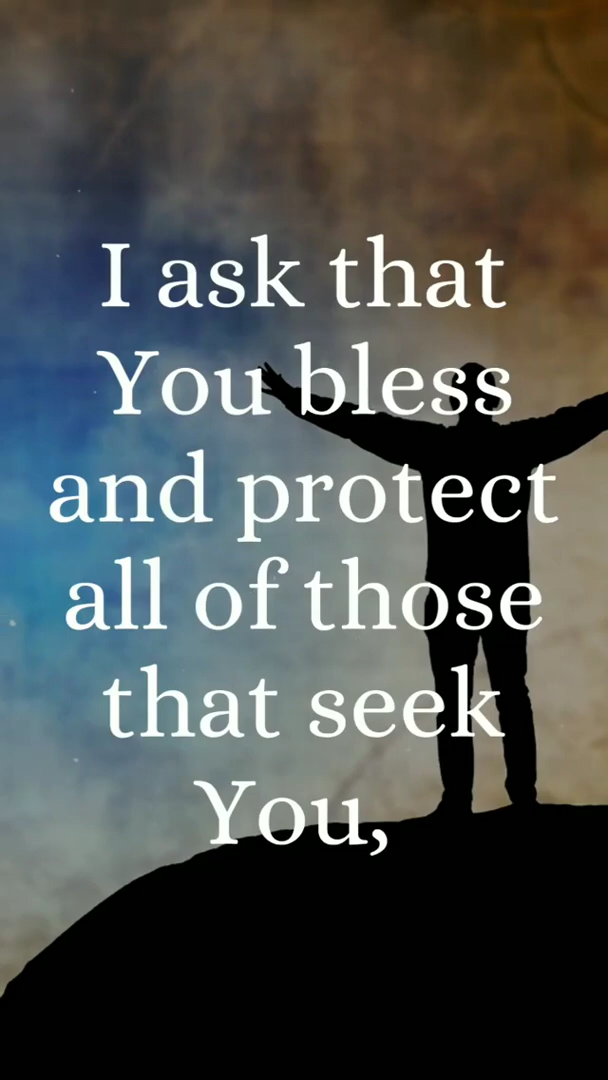 I ask that
You bless
and protect
all of those
that seek
You,